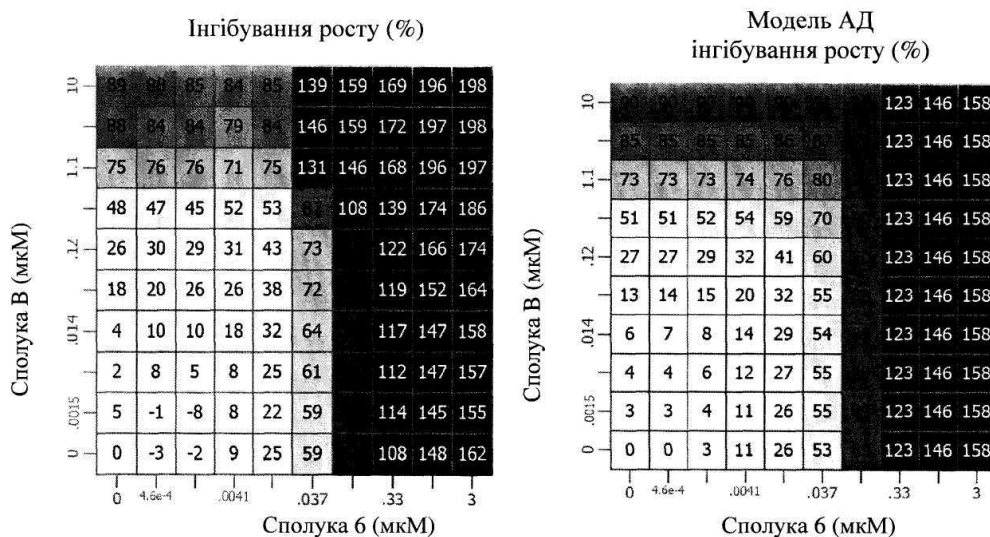 Інгібування росту (%)
89 88 85 84 85 139 159 169 196 198
88 84 84 79 84 146 159 172 197 198
75 76 76 71 75 131 146 168 196 197
48 47 45 52 53 82 108 139 174 186
26 30 29 31 43 73 122 166 174
18 20 26 26 38 72 119 152 164
4 10 10 18 32 64 117 147 158
2 8 5 8 25 61 112 147 157
5 -1 -8 8 22 59 114 145 155
0 -3 -2 9 25 59 108 148 162
10
1.1
.12
.014
.0015
0
Сполука В (мкМ)
0 4.6e-4 .0041 .037 .33 3
Сполука 6 (мкМ)
Модель АД
інгібування росту (%)
90 90 90 123 146 158
85 85 85 85 86 87 123 146 158
73 73 73 74 76 80 123 146 158
51 51 52 54 59 70 123 146 158
27 27 29 32 41 60 123 146 158
13 14 15 20 32 55 123 146 158
6 7 8 14 29 54 123 146 158
4 4 6 12 27 55 123 146 158
3 3 4 11 26 55 123 146 158
0 0 3 11 26 53 123 146 158
10
1.1
.12
.014
.0015
0
Сполука В (мкМ)
0 4.6e-4 .0041 .037 .33 3
Сполука 6 (мкМ)